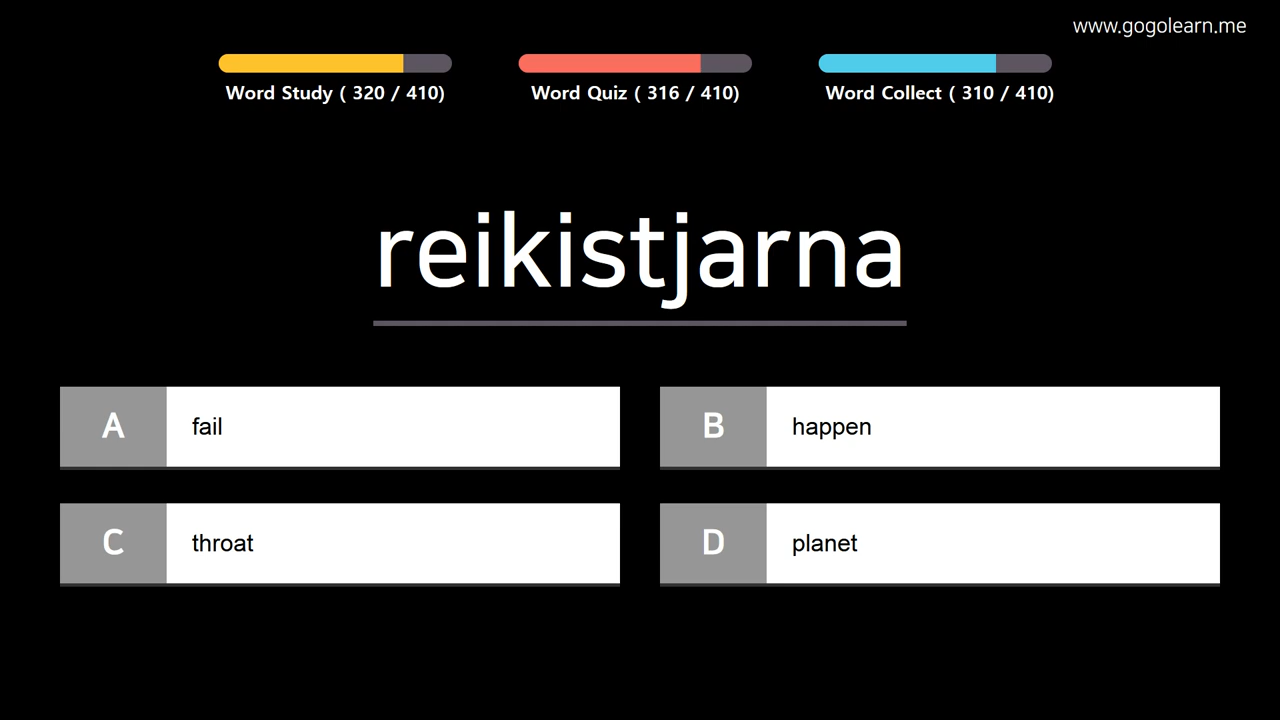 www.gogolearn.me
Word Study ( 320 / 410)
Word Quiz ( 316 / 410)
Word Collect ( 310 / 410)
reikistjarna
A fail
B happen
C throat
D planet